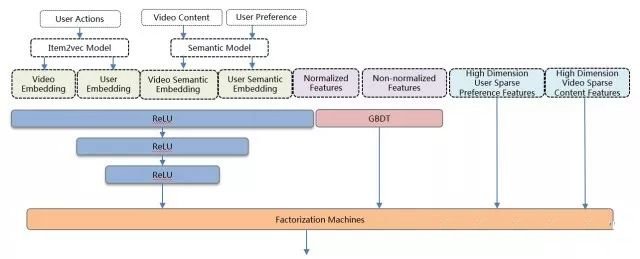 User Actions
Video Content
User Preference
Item2vec Model
Semantic Model
Video
Embedding
User
Embedding
Video Semantic
Embedding
User Semantic
Embedding
Normalized
Features
Non-normalized
Features
High Dimension
User Sparse
Preference Features
High Dimension
Video Sparse
Content Features
ReLU
GBDT
ReLU
ReLU
Factorization Machines